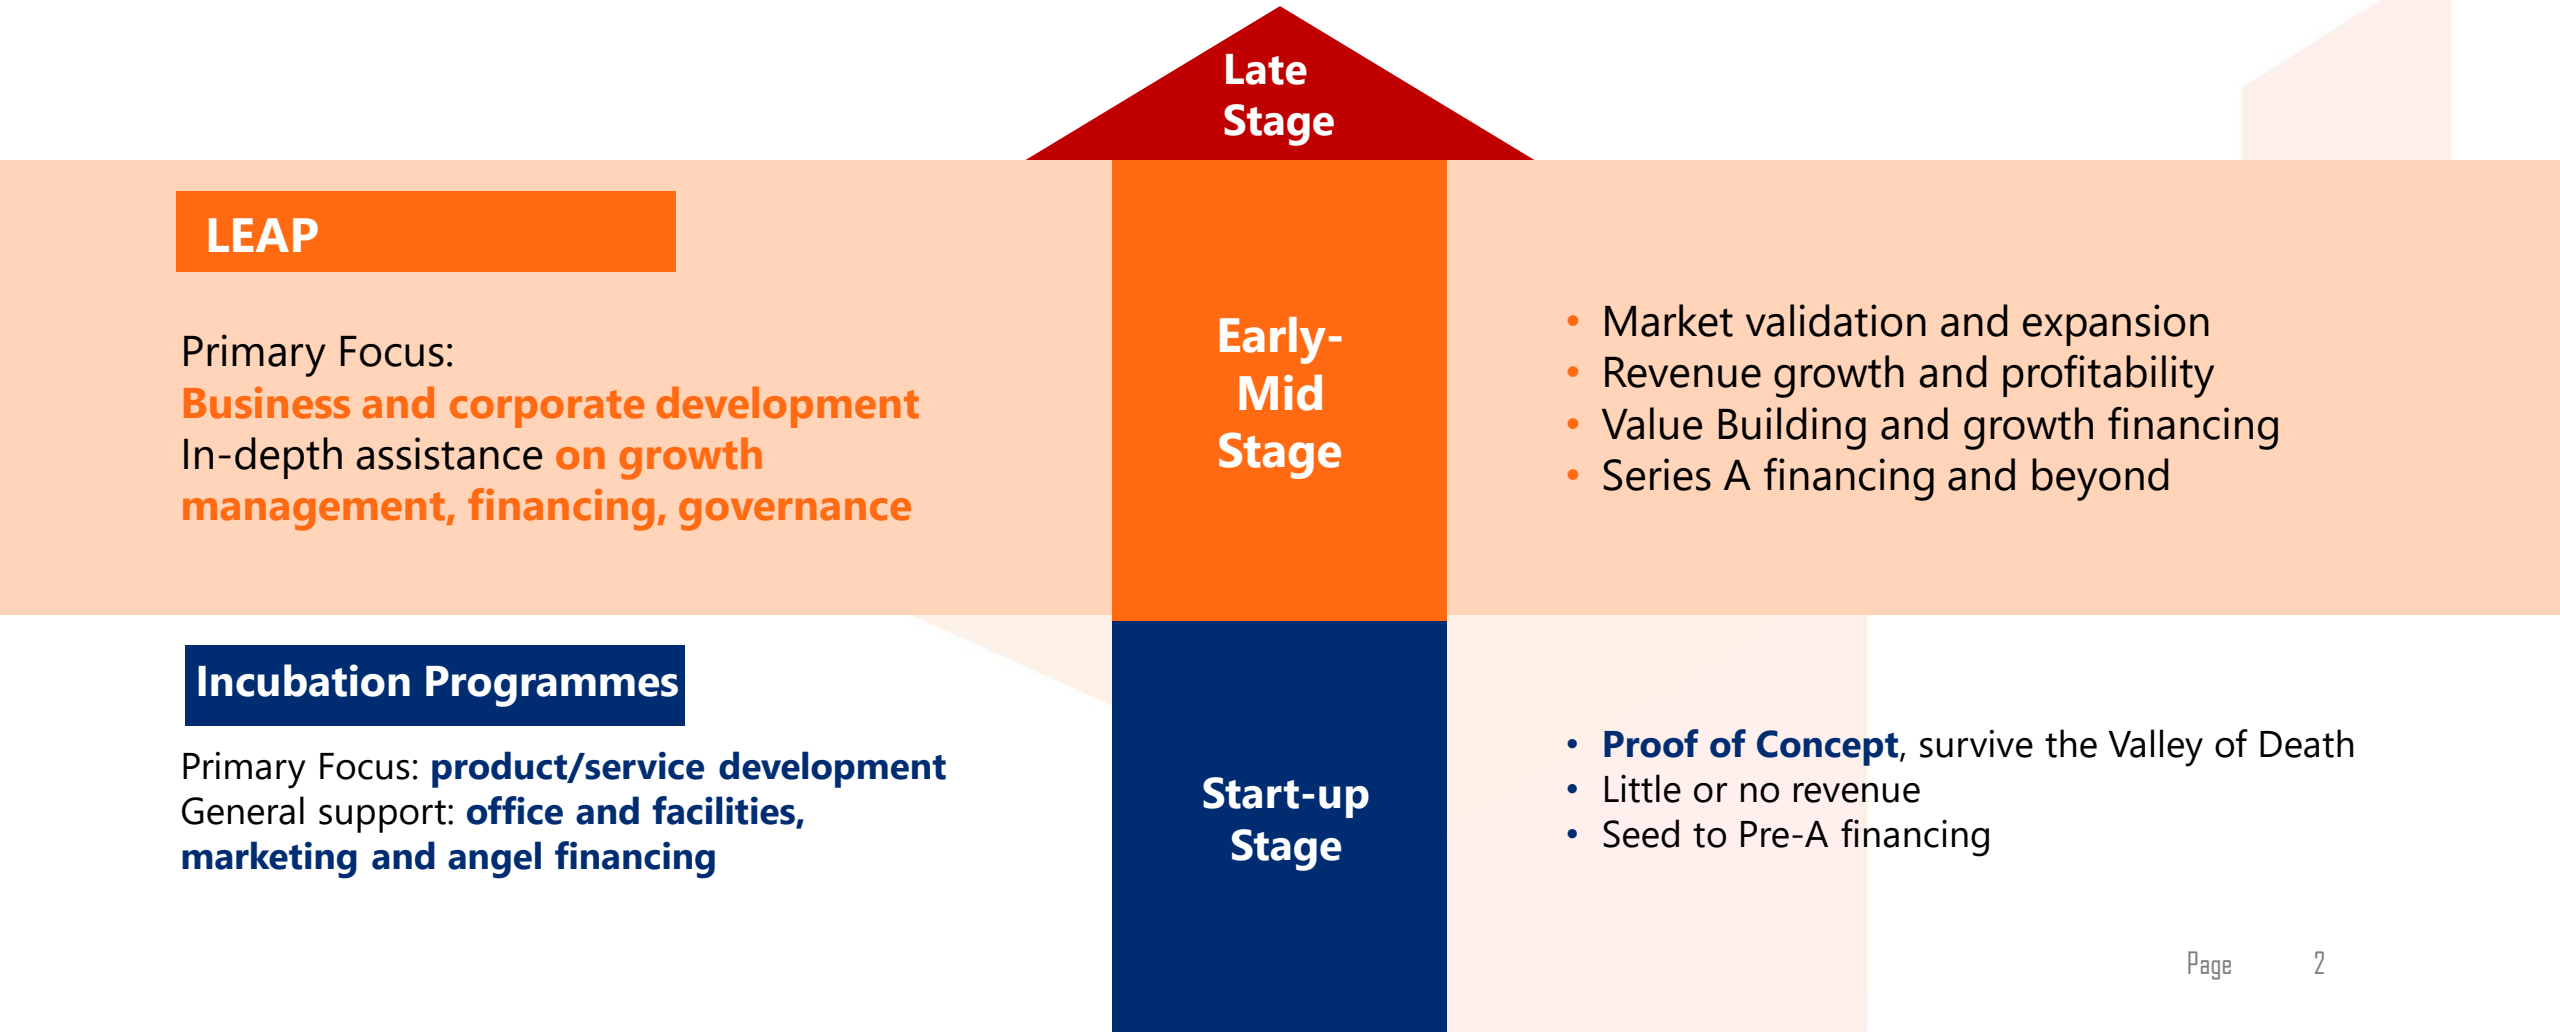 Late
Stage
LEAP
Primary Focus:
Business and corporate development
In-depth assistance on growth
management, financing, governance
Early-
Mid
Stage
• Market validation and expansion
• Revenue growth and profitability
• Value Building and growth financing
• Series A financing and beyond
Incubation Programmes
Primary Focus: product/service development
General support: office and facilities,
marketing and angel financing
Start-up
Stage
• Proof of Concept, survive the Valley of Death
• Little or no revenue
• Seed to Pre-A financing
Page 2